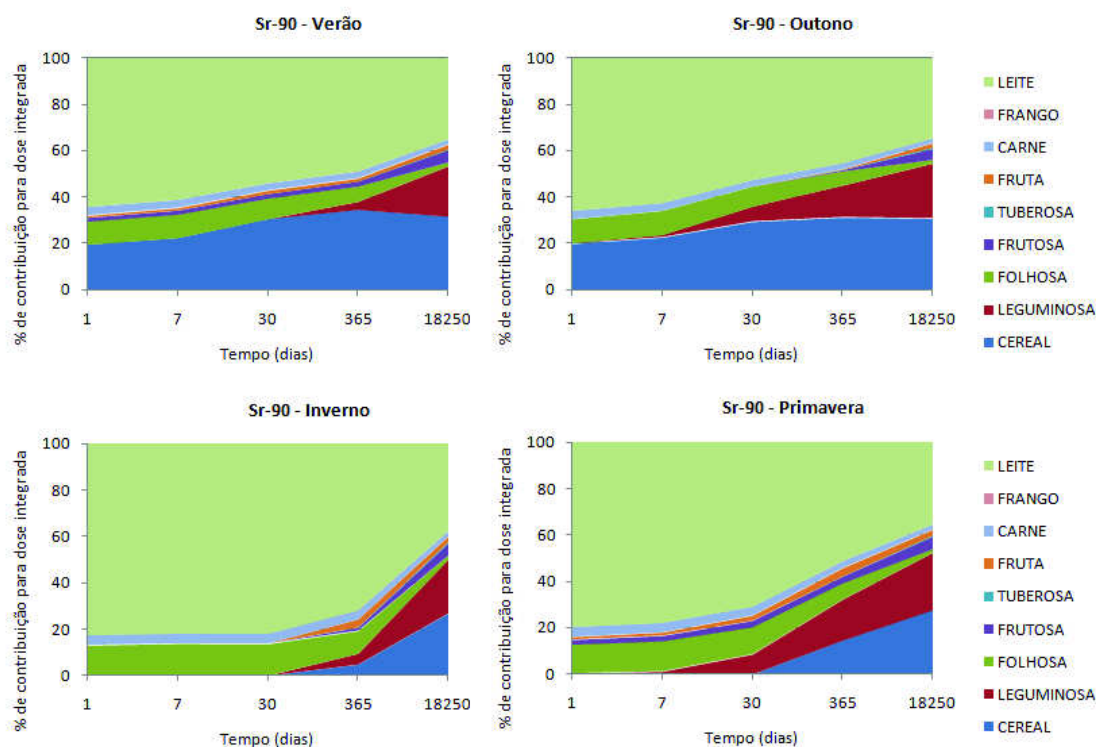 Sr-90 - Verão
% de contribuição para dose integrada
100
80
60
40
20
0
1 7 30 365 18250
Tempo (dias)
Sr-90 - Outono
% de contribuição para dose integrada
100
80
60
40
20
0
1 7 30 365 18250
Tempo (dias)
LEITE
FRANGO
CARNE
FRUTA
TUBEROSA
FRUTOSA
FOLHOSA
LEGUMINOSA
CEREAL
Sr-90 - Inverno
% de contribuição para dose integrada
100
80
60
40
20
0
1 7 30 365 18250
Tempo (dias)
Sr-90 - Primavera
% de contribuição para dose integrada
100
80
60
40
20
0
1 7 30 365 18250
Tempo (dias)
LEITE
FRANGO
CARNE
FRUTA
TUBEROSA
FRUTOSA
FOLHOSA
LEGUMINOSA
CEREAL